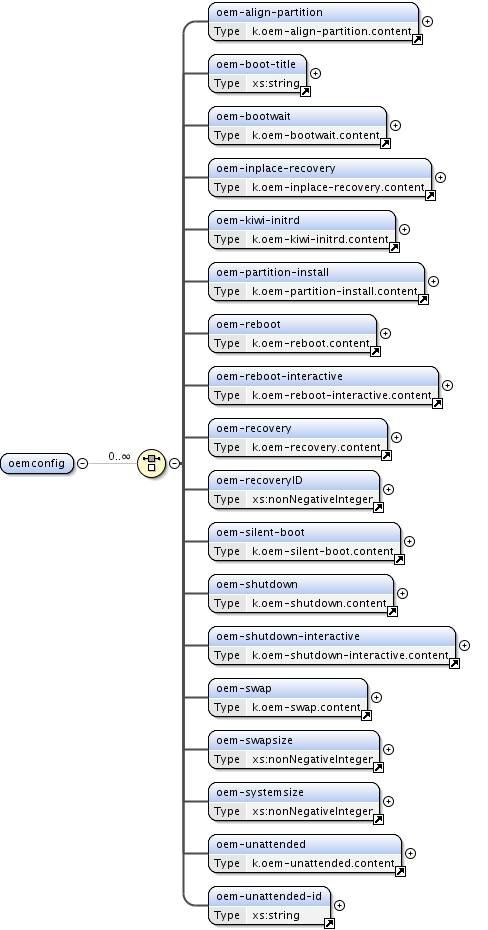 oem-align-partition
Type k.oem-align-partition.content
oem-boot-title
Type xs:string
oem-bootwait
Type k.oem-bootwait.content
oem-inplace-recovery
Type k.oem-inplace-recovery.content
oem-kiwi-initrd
Type k.oem-kiwi-initrd.content
oem-partition-install
Type k.oem-partition-install.content
oem-reboot
Type k.oem-reboot.content
oem-reboot-interactive
Type k.oem-reboot-interactive.content
oem-recovery
Type k.oem-recovery.content
oemconfig
0..∞
oem-recoveryID
Type xs:nonNegativeInteger
oem-silent-boot
Type k.oem-silent-boot.content
oem-shutdown
Type k.oem-shutdown.content
oem-shutdown-interactive
Type k.oem-shutdown-interactive.content
oem-swap
Type k.oem-swap.content
oem-swapsize
Type xs:nonNegativeInteger
oem-systemsize
Type xs:nonNegativeInteger
oem-unattended
Type k.oem-unattended.content
oem-unattended-id
Type xs:string